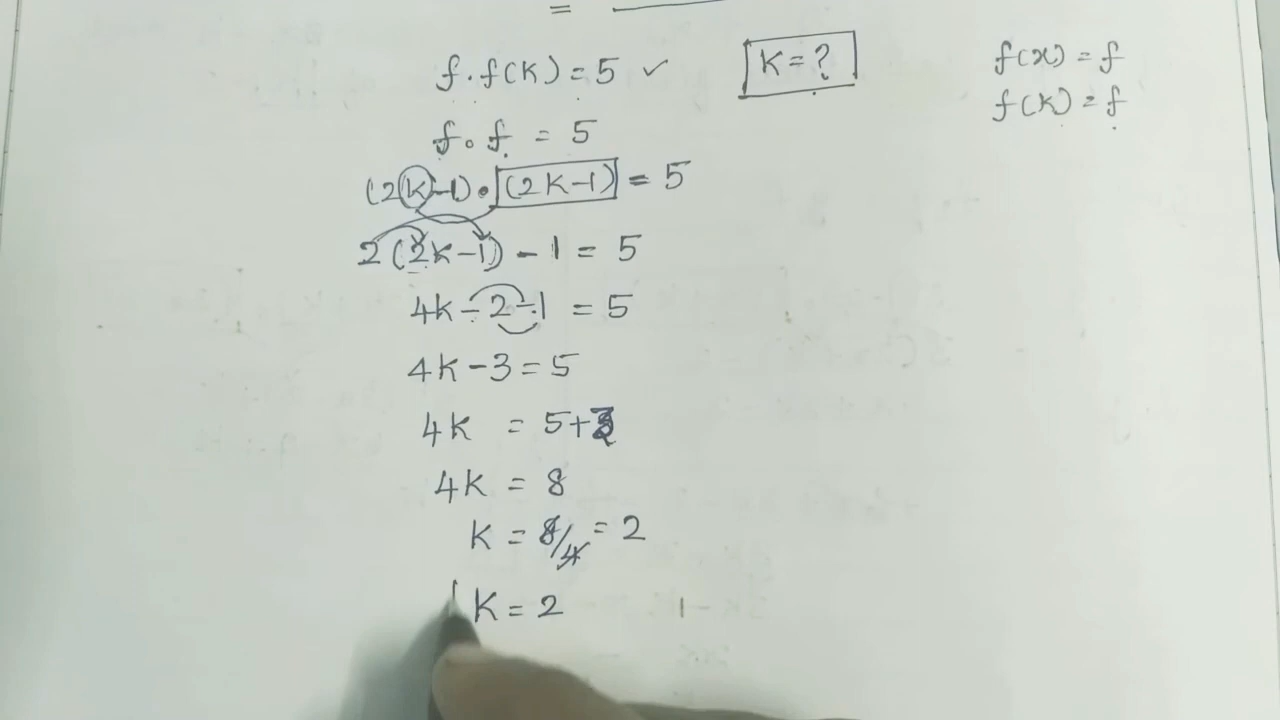 =
f.f(K) = 5 ✓ K = ? f(x) = f
f(K) = f
f∘f = 5
(2K-1)∘(2K-1) = 5
2(2K-1) - 1 = 5
4K-2-1 = 5
4K-3 = 5
4K = 5+3
4K = 8
K = 8/4 = 2
K = 2